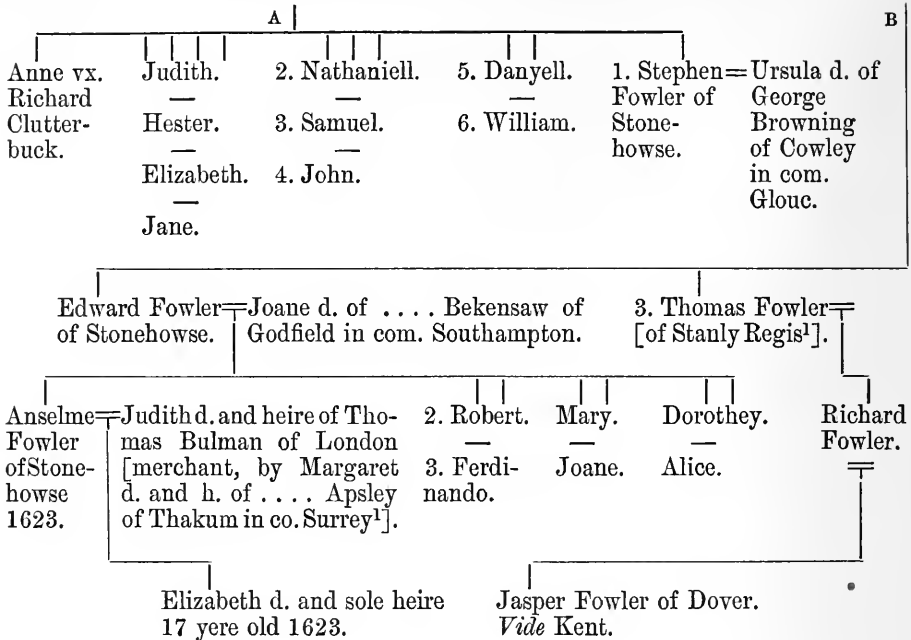 A
B
Anne vx.
Richard
Clutter-
buck.
Judith.
—
Hester.
—
Elizabeth.
—
Jane.
2. Nathaniell.
—
3. Samuel.
—
4. John.
5. Danyell.
—
6. William.
1. Stephen=
Fowler of
Stone-
howse.
Ursula d. of
George
Browning
of Cowley
in com.
Glouc.
Edward Fowler=
of Stonehowse.
Joane d. of .... Bekensaw of
Godfield in com. Southampton.
3. Thomas Fowler=
[of Stanly Regis¹].
Anselme=
Fowler
of Stone-
howse
1623.
Judith d. and heire of Tho-
mas Bulman of London
[merchant, by Margaret
d. and h. of .... Apsley
of Thakum in co. Surrey¹].
2. Robert.
—
3. Ferdi-
nando.
Mary.
—
Joane.
Dorothey.
—
Alice.
Richard
Fowler.
=
Elizabeth d. and sole heire
17 yere old 1623.
Jasper Fowler of Dover.
Vide Kent.